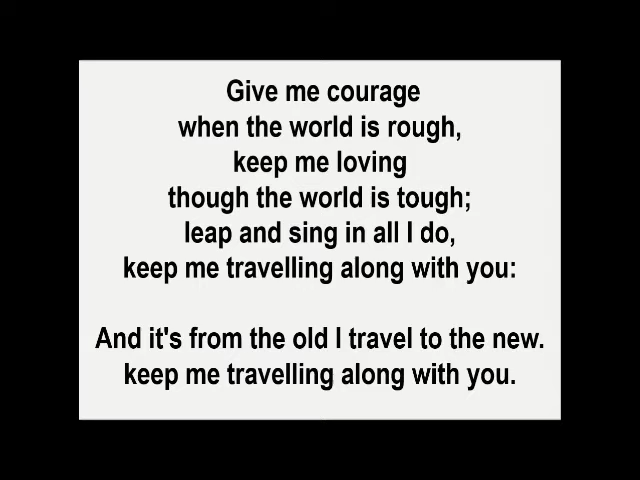 Give me courage
when the world is rough,
keep me loving
though the world is tough;
leap and sing in all I do,
keep me travelling along with you:
And it's from the old I travel to the new.
keep me travelling along with you.